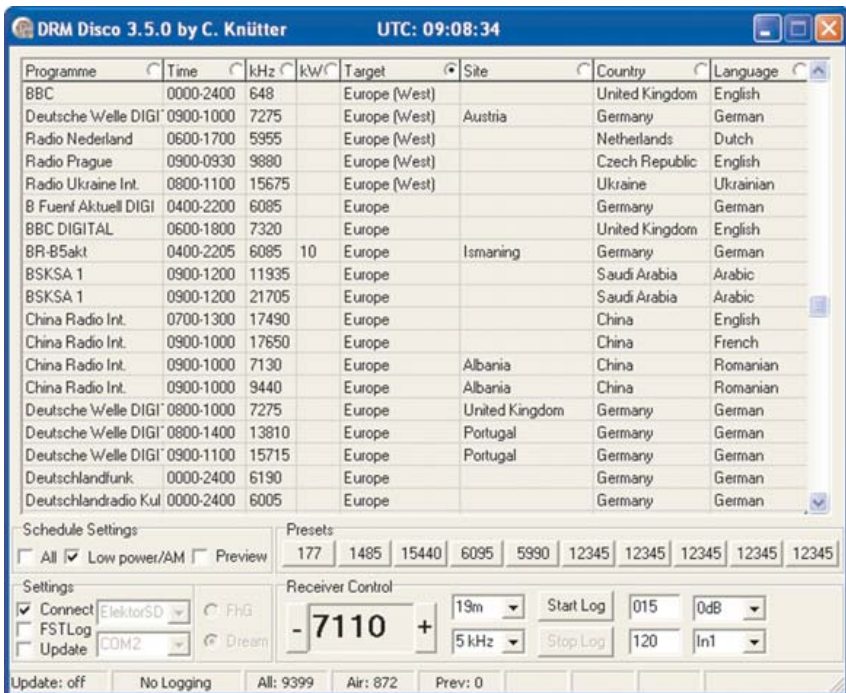 DRM Disco 3.5.0 by C. Knütter UTC: 09:08:34
Programme Time kHz kW Target Site Country Language
BBC 0000-2400 648 Europe (West) United Kingdom English
Deutsche Welle DIGI 0900-1000 7275 Europe (West) Austria Germany German
Radio Nederland 0600-1700 5955 Europe (West) Netherlands Dutch
Radio Prague 0900-0930 9880 Europe (West) Czech Republic English
Radio Ukraine Int. 0800-1100 15675 Europe (West) Ukraine Ukrainian
B Fuenf Aktuell DIGI 0400-2200 6085 Europe Germany German
BBC DIGITAL 0600-1800 7320 Europe United Kingdom English
BR-B5akt 0400-2205 6085 10 Europe Ismaning Germany German
BSKSA 1 0900-1200 11935 Europe Saudi Arabia Arabic
BSKSA 1 0900-1200 21705 Europe Saudi Arabia Arabic
China Radio Int. 0700-1300 17490 Europe China English
China Radio Int. 0900-1000 17650 Europe China French
China Radio Int. 0900-1000 7130 Europe Albania China Romanian
China Radio Int. 0900-1000 9440 Europe Albania China Romanian
Deutsche Welle DIGI 0800-1000 7275 Europe United Kingdom Germany German
Deutsche Welle DIGI 0800-1400 13810 Europe Portugal Germany German
Deutsche Welle DIGI 0900-1100 15715 Europe Portugal Germany German
Deutschlandfunk 0000-2400 6190 Europe Germany German
Deutschlandradio Kul 0000-2400 6005 Europe Germany German
Schedule Settings Presets
All Low power/AM Preview 177 1485 15440 6095 5990 12345 12345 12345 12345 12345
Settings Receiver Control
Connect ElektorSD FhG - 7110 + 19m Start Log 015 0dB
FSTLog
Update COM2 Dream 5 kHz Stop Log 120 In1
Update: off No Logging All: 9399 Air: 872 Prev: 0